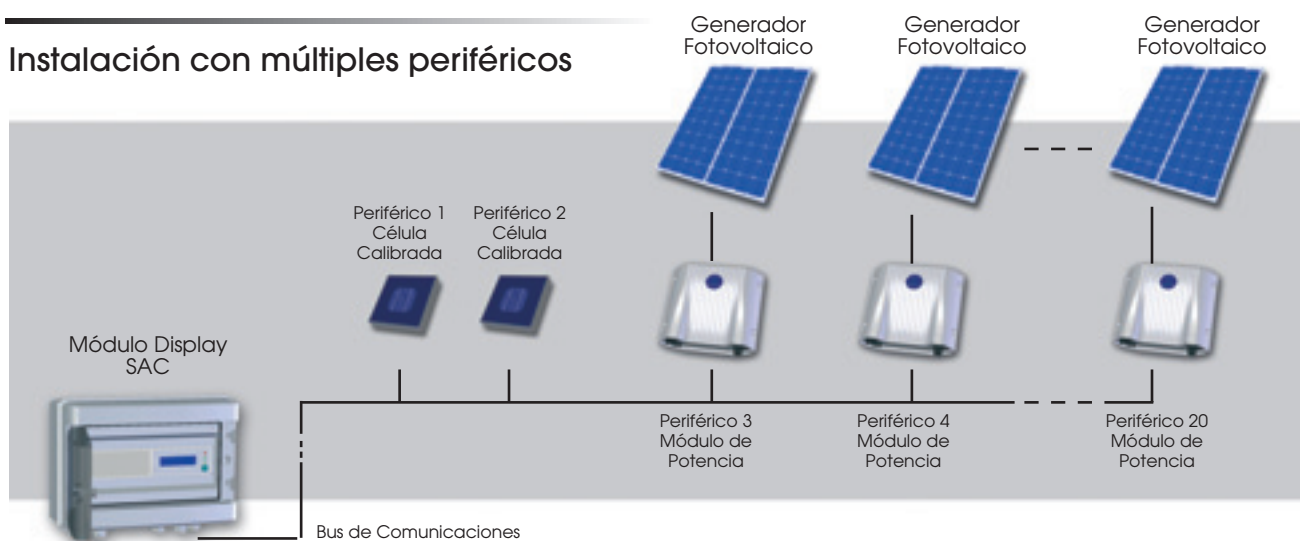 Instalación con múltiples periféricos
Generador
Fotovoltaico
Generador
Fotovoltaico
Generador
Fotovoltaico
Periférico 1
Célula
Calibrada
Periférico 2
Célula
Calibrada
Módulo Display
SAC
Periférico 3
Módulo de
Potencia
Periférico 4
Módulo de
Potencia
Periférico 20
Módulo de
Potencia
Bus de Comunicaciones